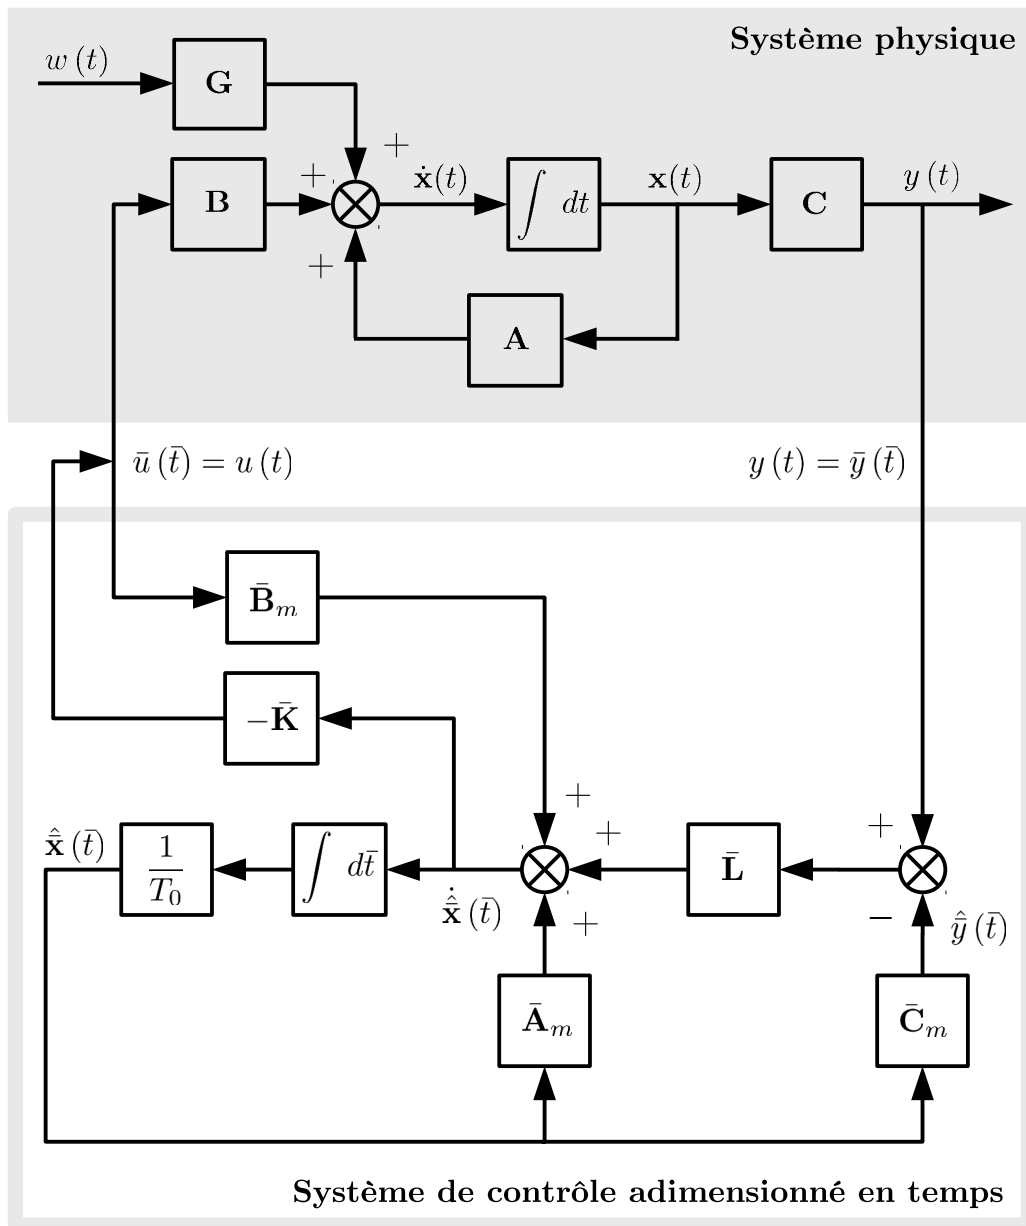 Système physique
w (t)
G
+
B
+
ẋ(t)
∫ dt
x(t)
C
y (t)
+
A
ū (t̄) = u (t)
y (t) = ȳ (t̄)
B̄m
−K̄
+
+
+
x̄̂ (t̄)
1
T0
∫ dt̄
L̄
x̄̂̇ (t̄)
+
−
ȳ̂ (t̄)
Ām
C̄m
Système de contrôle adimensionné en temps